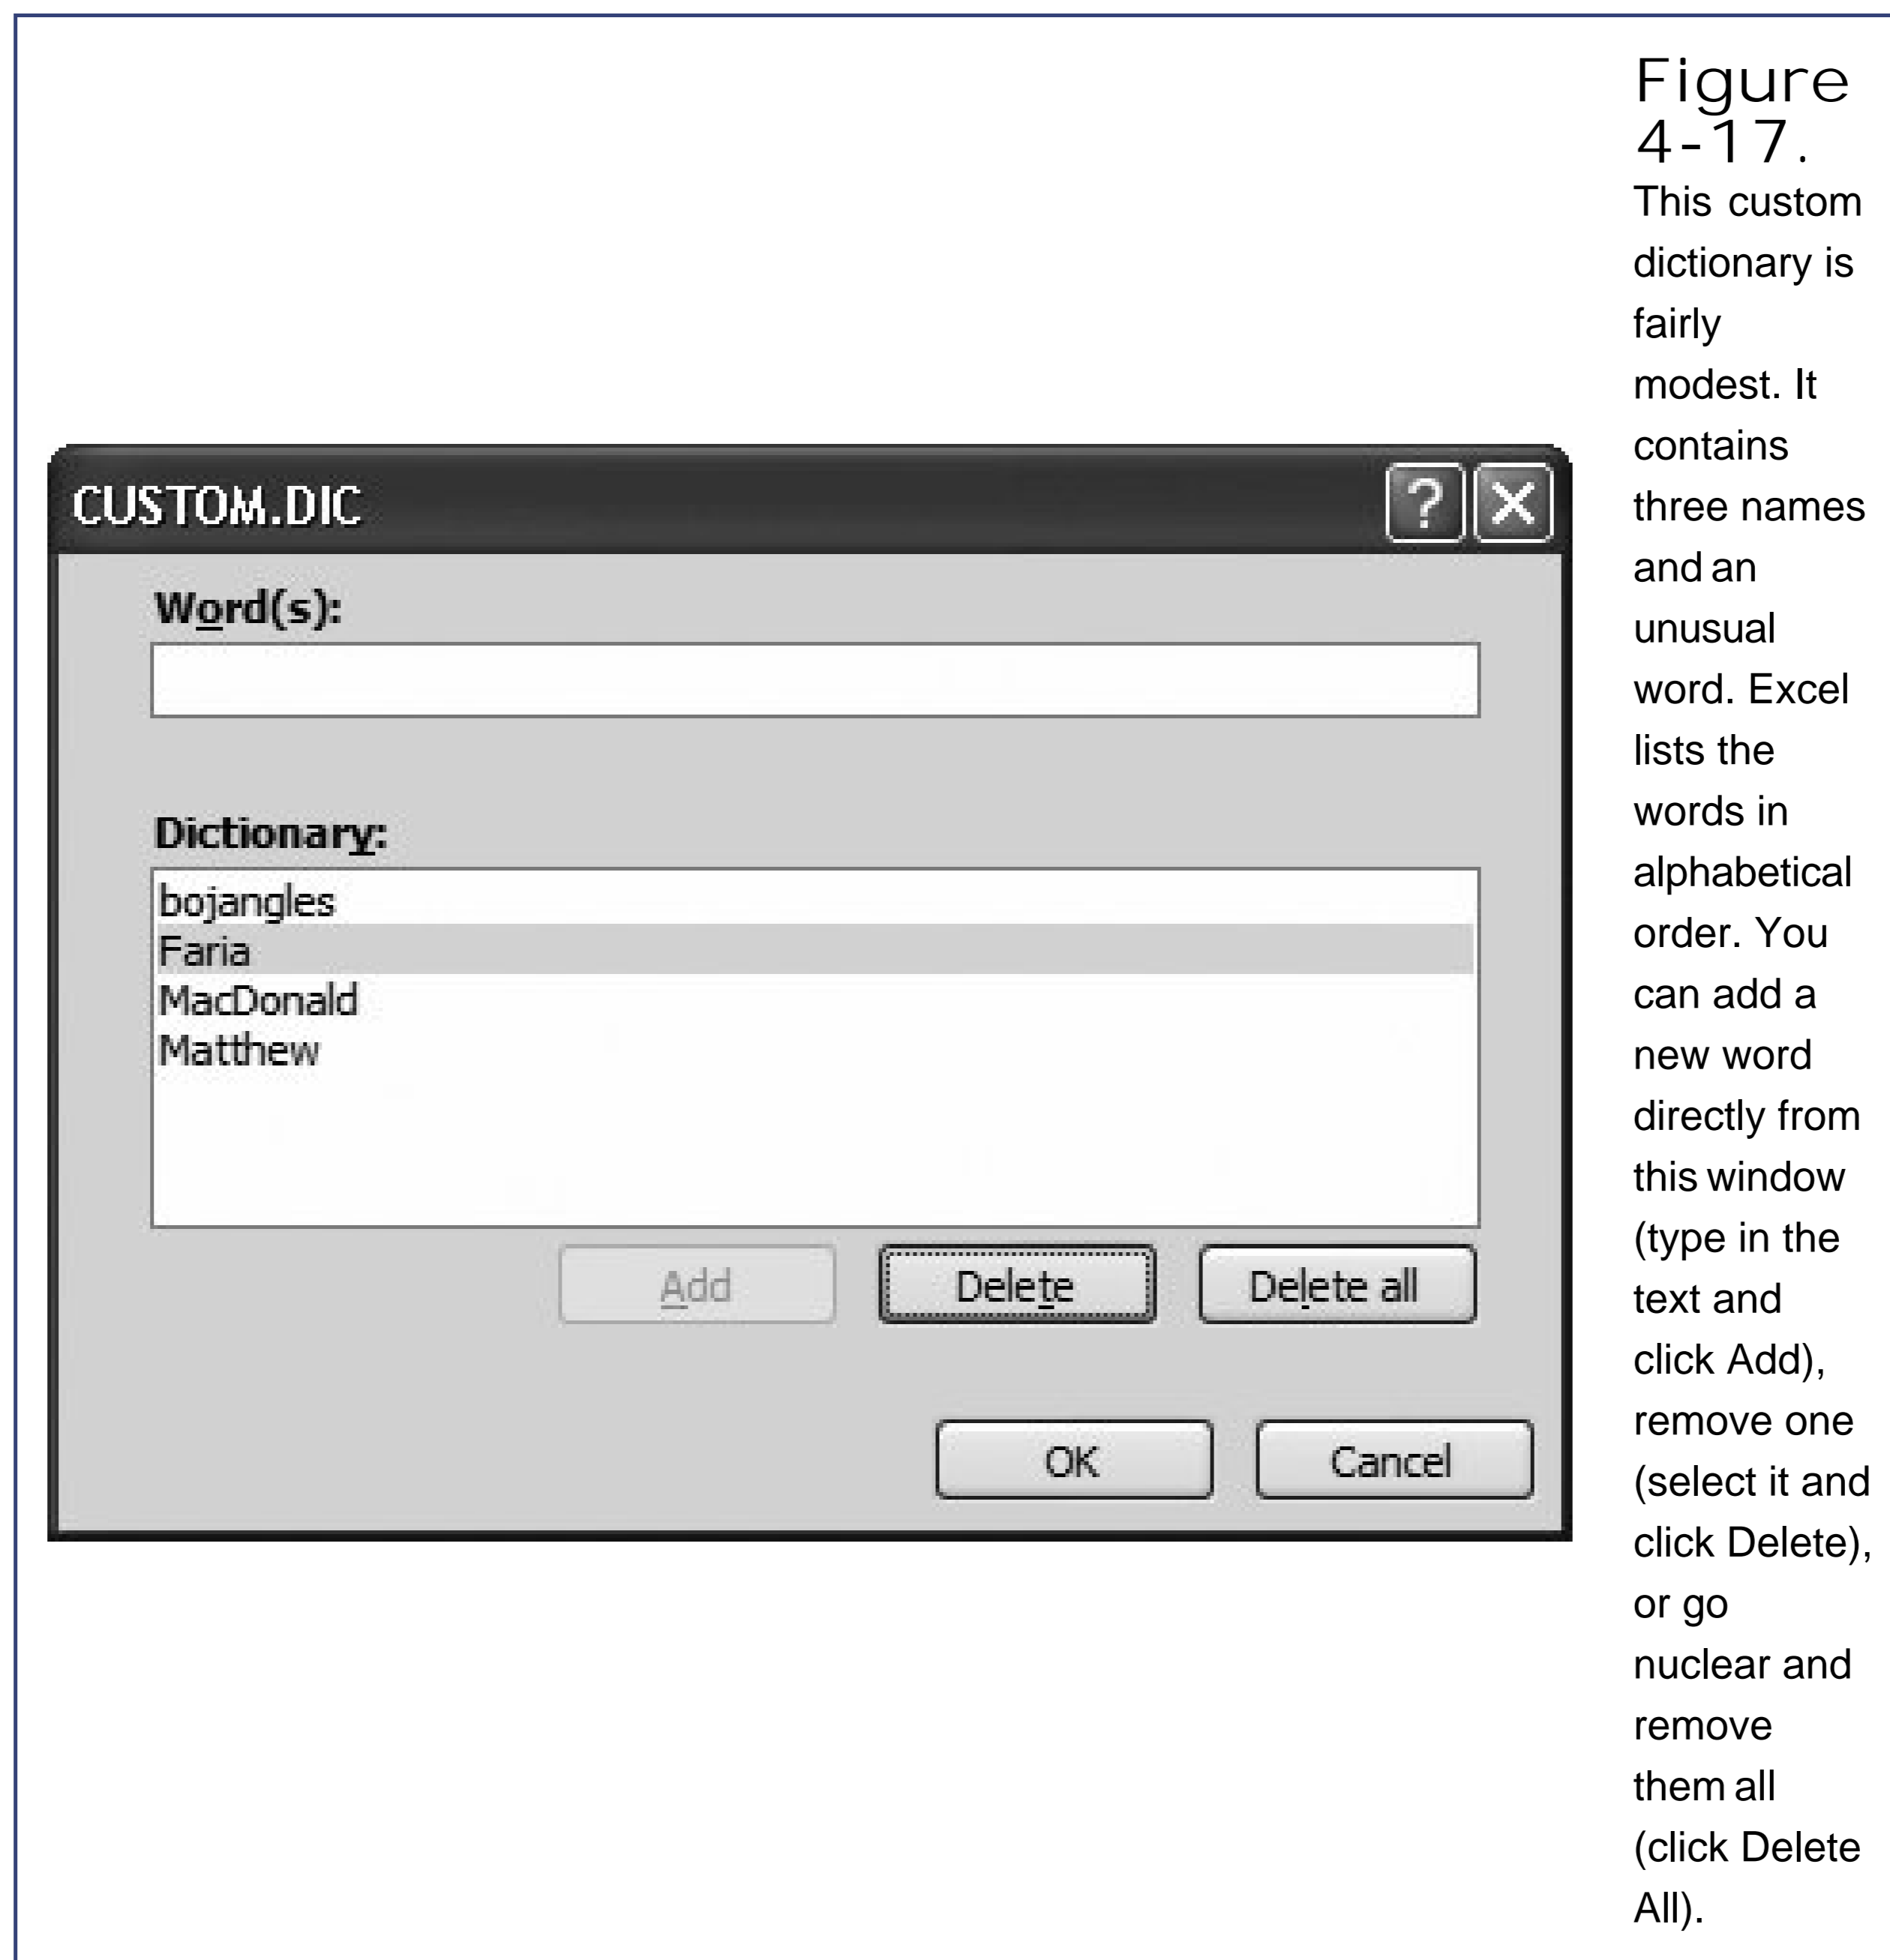 Figure
4-17.
This custom
dictionary is
fairly
modest. It
contains
three names
and an
unusual
word. Excel
lists the
words in
alphabetical
order. You
can add a
new word
directly from
this window
(type in the
text and
click Add),
remove one
(select it and
click Delete),
or go
nuclear and
remove
them all
(click Delete
All).
CUSTOM.DIC
Word(s):
Dictionary:
bojangles
Faria
MacDonald
Matthew
Add Delete Delete all
OK Cancel